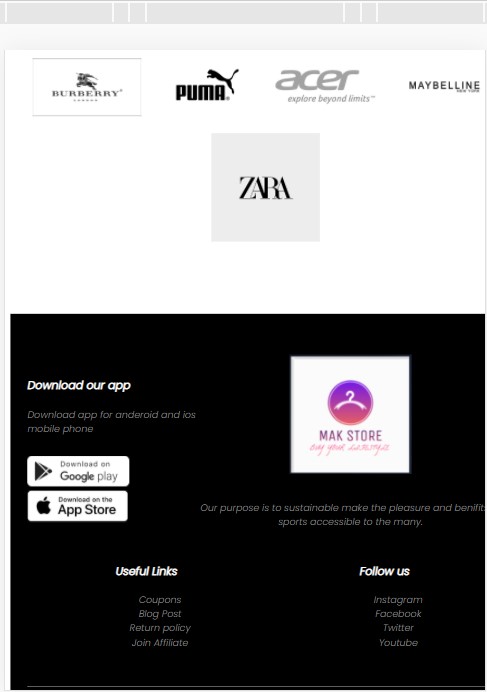 BURBERRY
LONDON
PUMA
acer
explore beyond limits™
MAYBELLINE
NEW YORK
ZARA
Download our app
Download app for anderoid and ios
mobile phone
Download on
Google play
Download on the
App Store
MAK STORE
BUY YOUR LIFESTYLE
Our purpose is to sustainable make the pleasure and benifits
sports accessible to the many.
Useful Links
Coupons
Blog Post
Return policy
Join Affiliate
Follow us
Instagram
Facebook
Twitter
Youtube